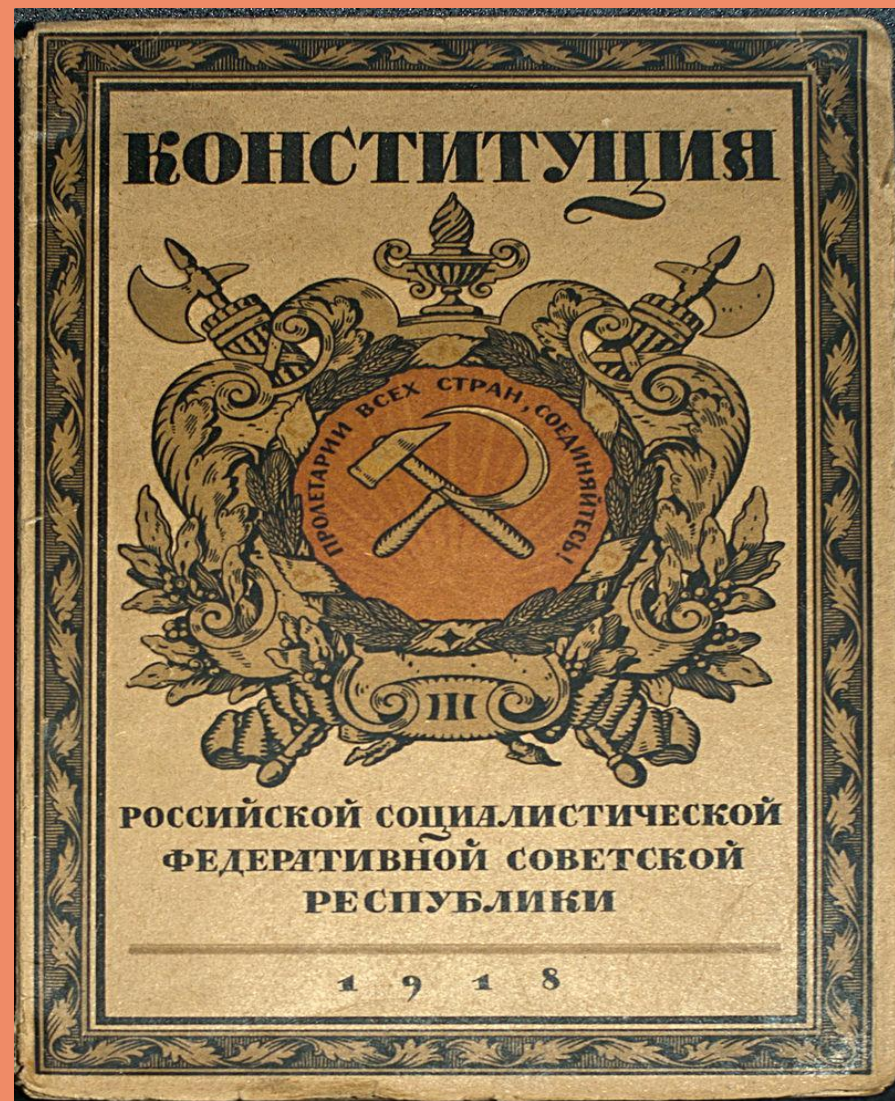 КОНСТИТУЦИЯ
ПРОЛЕТАРИИ ВСЕХ СТРАН, СОЕДИНЯЙТЕСЬ!
III
РОССИЙСКОЙ СОЦИАЛИСТИЧЕСКОЙ
ФЕДЕРАТИВНОЙ СОВЕТСКОЙ
РЕСПУБЛИКИ
1918